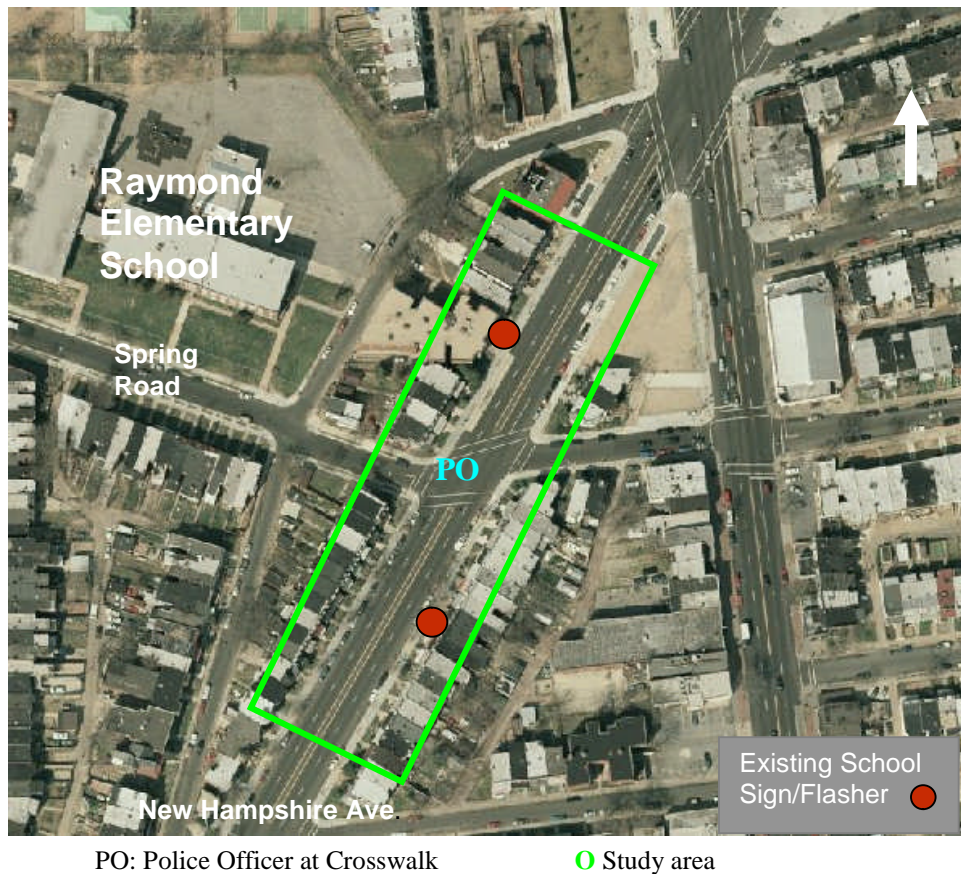 Raymond
Elementary
School
Spring
Road
PO
New Hampshire Ave.
Existing School
Sign/Flasher
PO: Police Officer at Crosswalk
O Study area